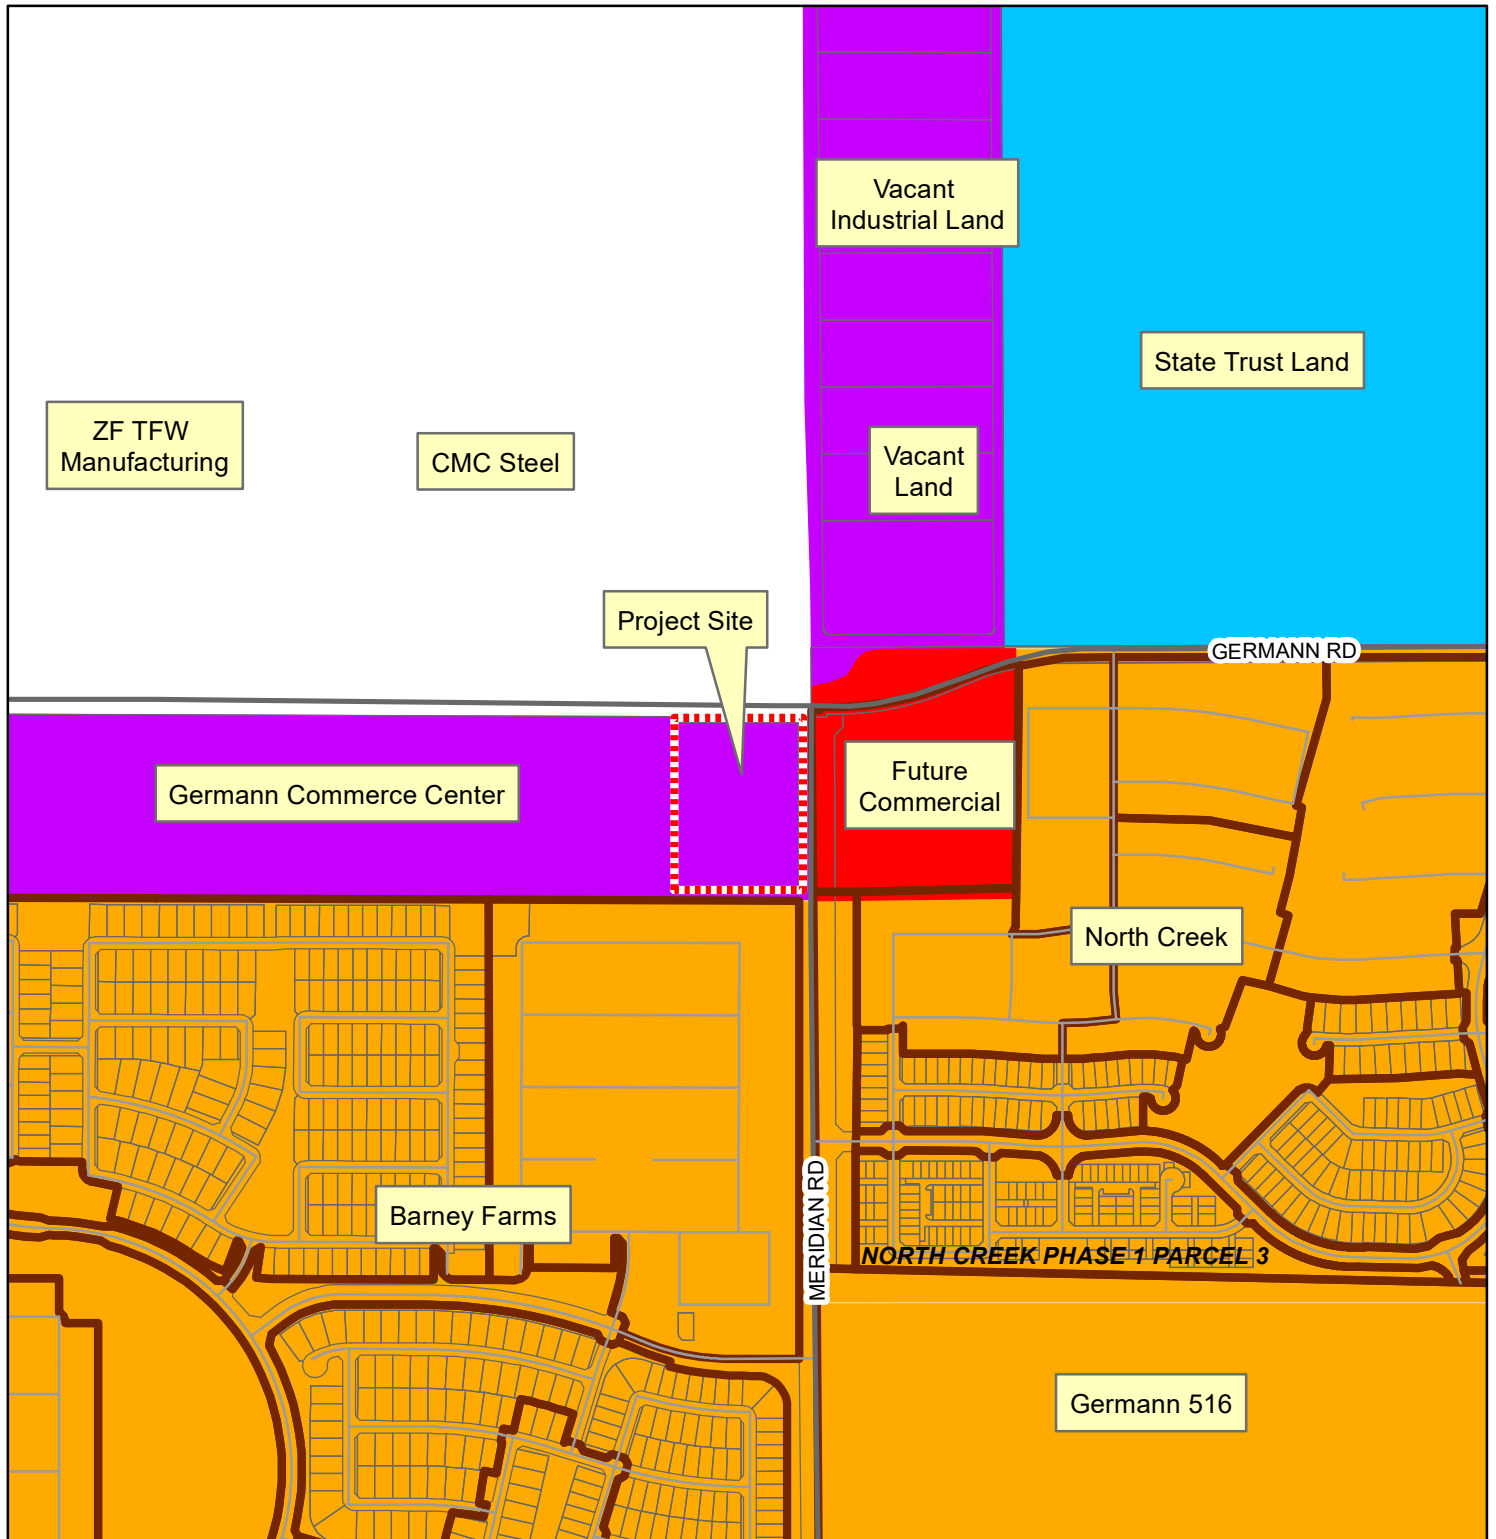 Vacant
Industrial Land
State Trust Land
ZF TFW
Manufacturing
CMC Steel
Vacant
Land
Project Site
GERMANN RD
Germann Commerce Center
Future
Commercial
North Creek
Barney Farms
MERIDIAN RD
NORTH CREEK PHASE 1 PARCEL 3
Germann 516